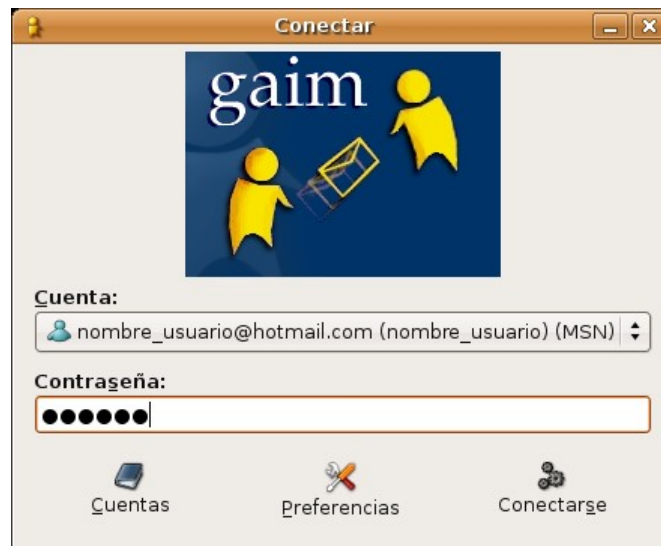 Conectar
gaim
Cuenta:
nombre_usuario@hotmail.com (nombre_usuario) (MSN)
Contraseña:
Cuentas
Preferencias
Conectarse